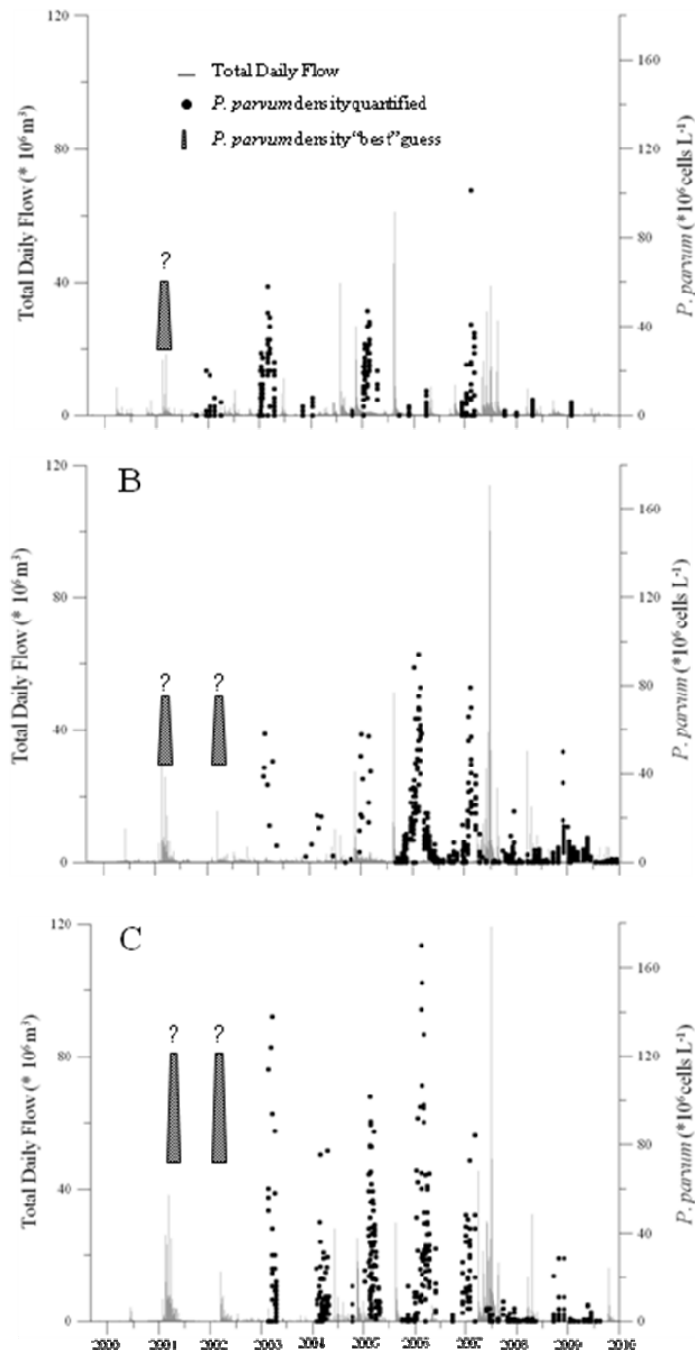 120
80
40
0
Total Daily Flow (* 10⁶ m³)
Total Daily Flow
P. parvum density quantified
P. parvum density "best" guess
?
160
120
80
40
0
P. parvum (*10⁶ cells L⁻¹)
B
120
80
40
0
Total Daily Flow (* 10⁶ m³)
? ?
160
120
80
40
0
P. parvum (*10⁶ cells L⁻¹)
C
120
80
40
0
Total Daily Flow (* 10⁶ m³)
? ?
160
120
80
40
0
P. parvum (*10⁶ cells L⁻¹)
2000 2001 2002 2003 2004 2005 2006 2007 2008 2009 2010